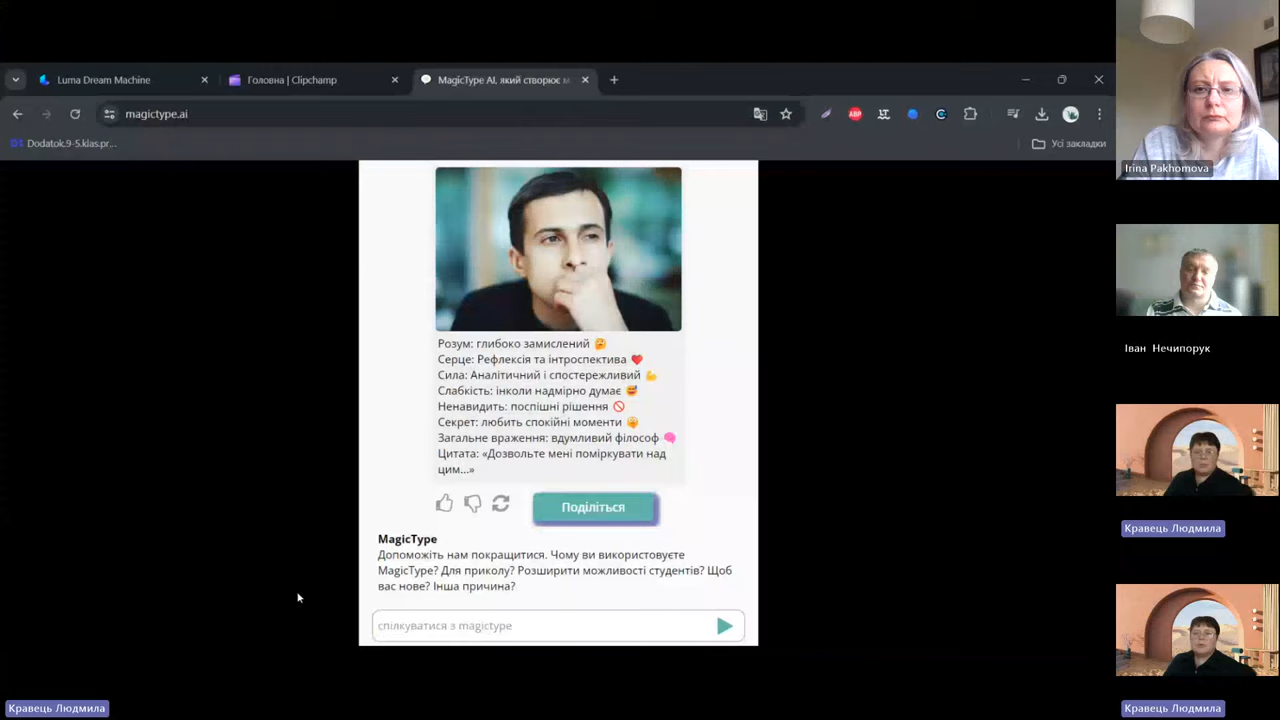 Luma Dream Machine
Головна | Clipchamp
MagicType AI, який створює м
magictype.ai
Dodatok.9-5.klas.pr...
Усі закладки
Розум: глибоко замислений
Серце: Рефлексія та інтроспектива
Сила: Аналітичний і спостережливий
Слабкість: інколи надмірно думає
Ненавидить: поспішні рішення
Секрет: любить спокійні моменти
Загальне враження: вдумливий філософ
Цитата: «Дозвольте мені поміркувати над
цим...»
Поділіться
MagicType
Допоможіть нам покращитися. Чому ви використовуєте
MagicType? Для приколу? Розширити можливості студентів? Щоб
вас нове? Інша причина?
спілкуватися з magictype
Irina Pakhomova
Іван Нечипорук
Кравець Людмила
Кравець Людмила
Кравець Людмила
ABP